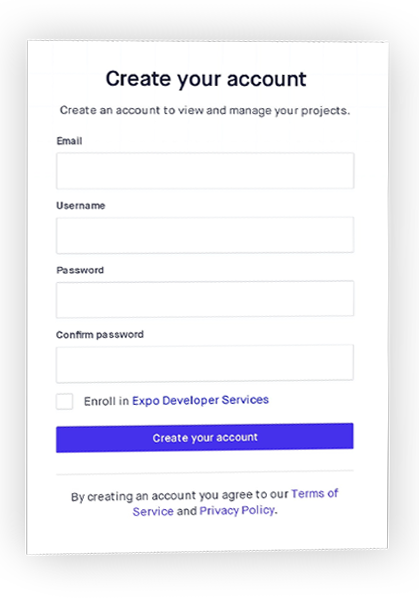 Create your account
Create an account to view and manage your projects.
Email
Username
Password
Confirm password
Enroll in Expo Developer Services
Create your account
By creating an account you agree to our Terms of
Service and Privacy Policy.